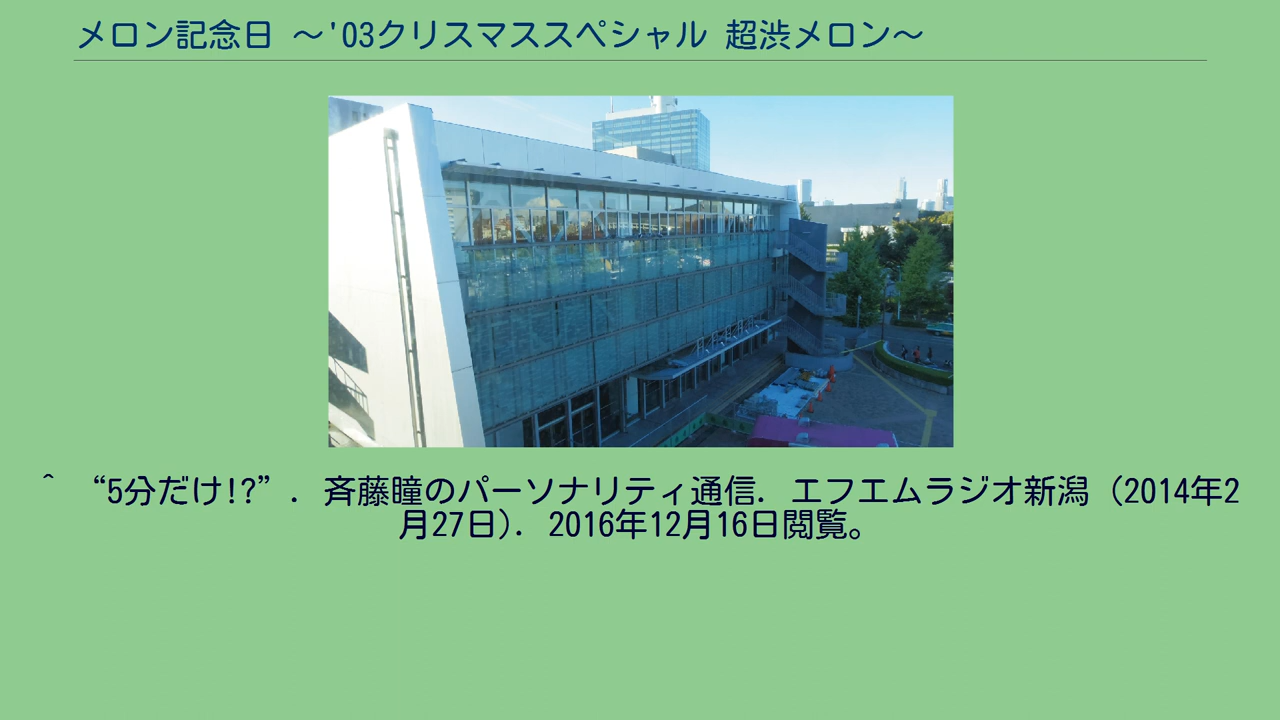 メロン記念日 ～'03クリスマススペシャル 超渋メロン～
^ “5分だけ!?”. 斉藤瞳のパーソナリティ通信. エフエムラジオ新潟 (2014年2
月27日). 2016年12月16日閲覧。